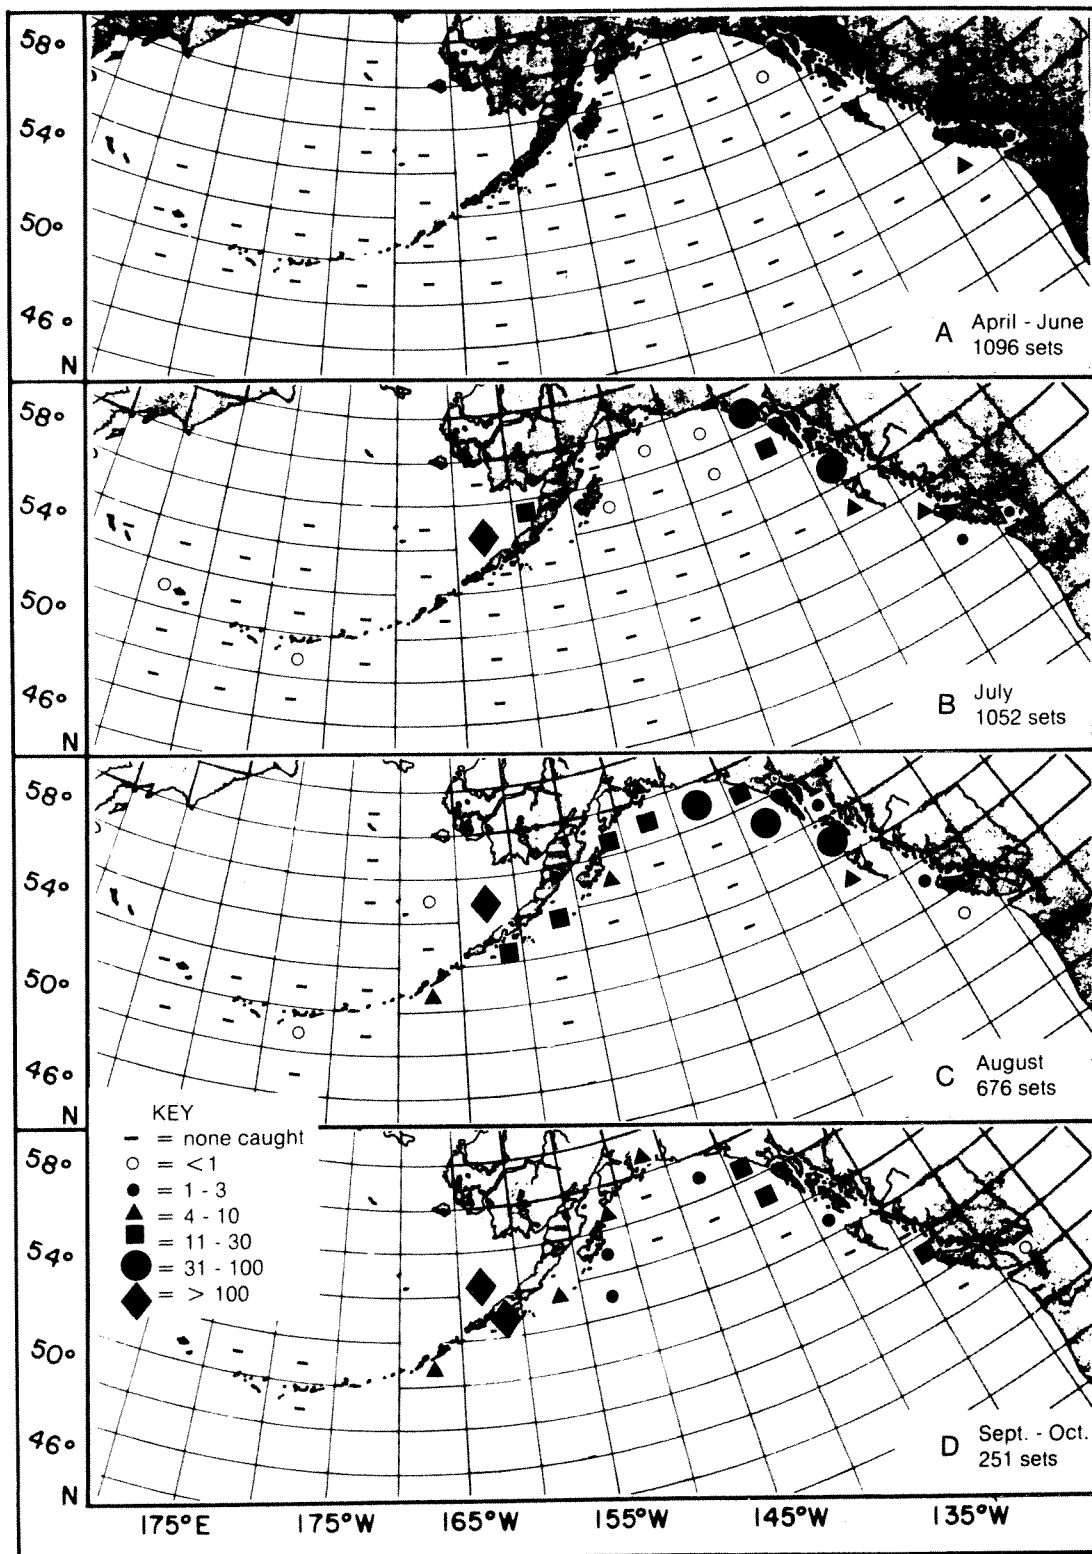 58°
54°
50°
46°
N
A April - June
1096 sets
58°
54°
50°
46°
N
B July
1052 sets
58°
54°
50°
46°
N
C August
676 sets
KEY
– = none caught
○ = <1
● = 1 - 3
▲ = 4 - 10
■ = 11 - 30
● = 31 - 100
◆ = > 100
58°
54°
50°
46°
N
D Sept. - Oct.
251 sets
175°E 175°W 165°W 155°W 145°W 135°W